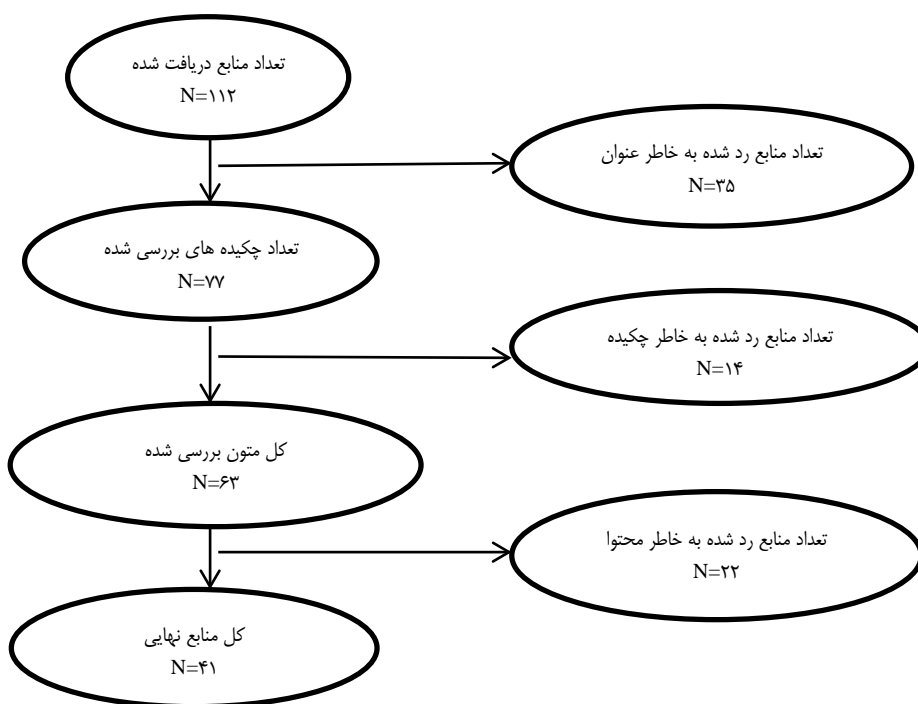 تعداد منابع دریافت شده
N=۱۱۲
تعداد منابع رد شده به خاطر عنوان
N=۳۵
تعداد چکیده های بررسی شده
N=۷۷
تعداد منابع رد شده به خاطر چکیده
N=۱۴
کل متون بررسی شده
N=۶۳
تعداد منابع رد شده به خاطر محتوا
N=۲۲
کل منابع نهایی
N=۴۱